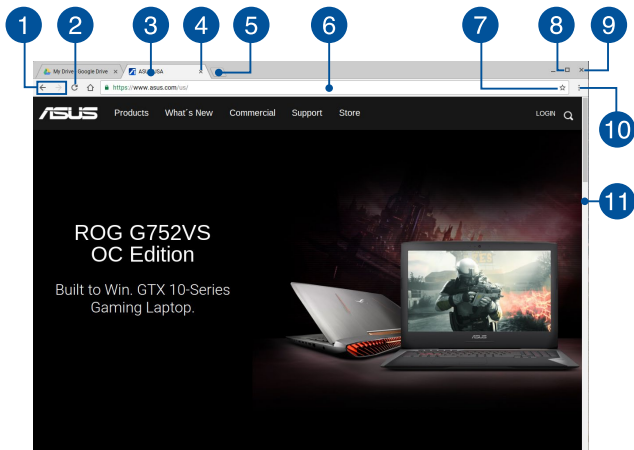 1 2 3 4 5 6 7 8 9
My Drive - Google Drive × ASUS USA ×
https://www.asus.com/us/
10
ASUS Products What´s New Commercial Support Store LOGIN
11
ROG G752VS
OC Edition
Built to Win. GTX 10-Series
Gaming Laptop.
ASUS